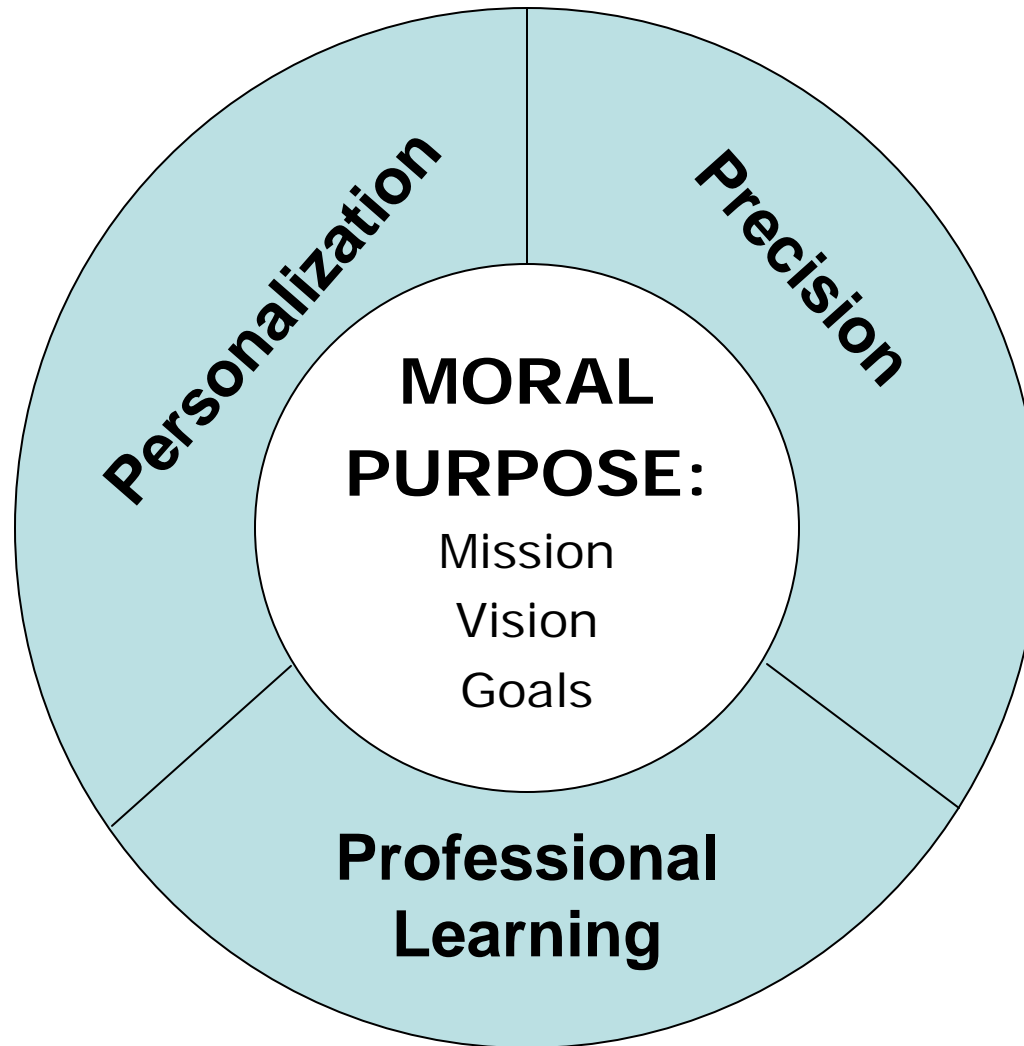 Personalization
Precision
MORAL
PURPOSE:
Mission
Vision
Goals
Professional
Learning